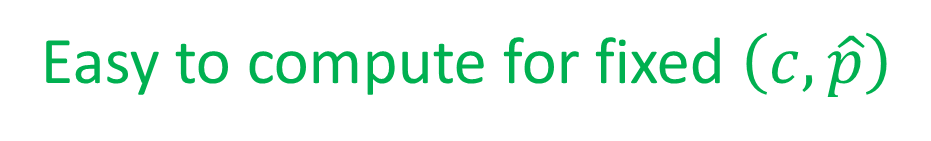 Easy to compute for fixed (c, p̂)